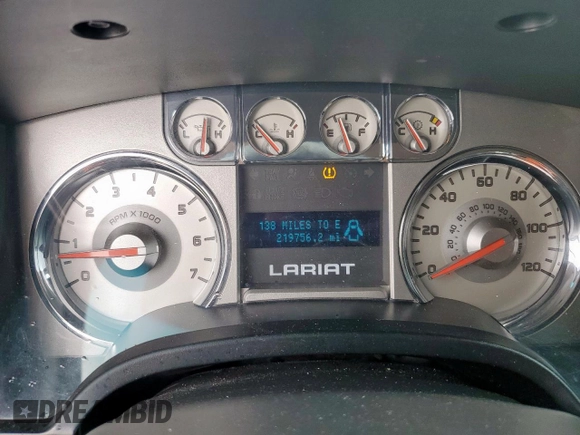 L H
C H
E F
C H
RPM X 1000
0 1 2 3 4 5 6 7
138 MILES TO E
219756.2 mi
LARIAT
0 20 40 60 80 100 120
DREAMBID